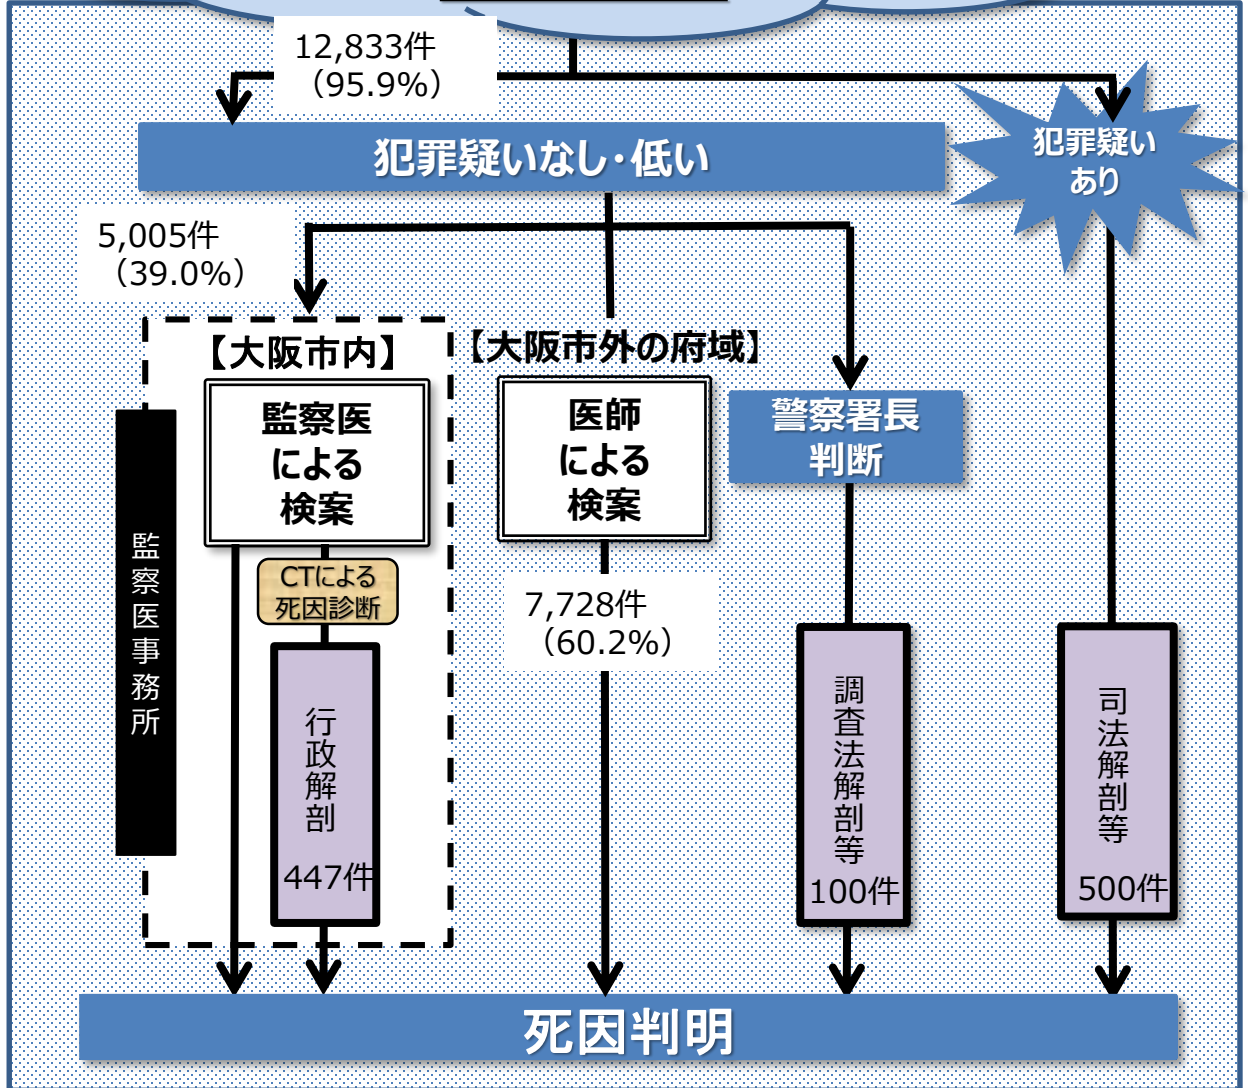 12,833件
（95.9%）
犯罪疑いなし・低い
犯罪疑い
あり
5,005件
（39.0%）
【大阪市内】
【大阪市外の府域】
監察医
による
検案
医師
による
検案
警察署長
判断
監察医事務所
CTによる
死因診断
7,728件
（60.2%）
行政解剖
447件
調査法解剖等
100件
司法解剖等
500件
死因判明